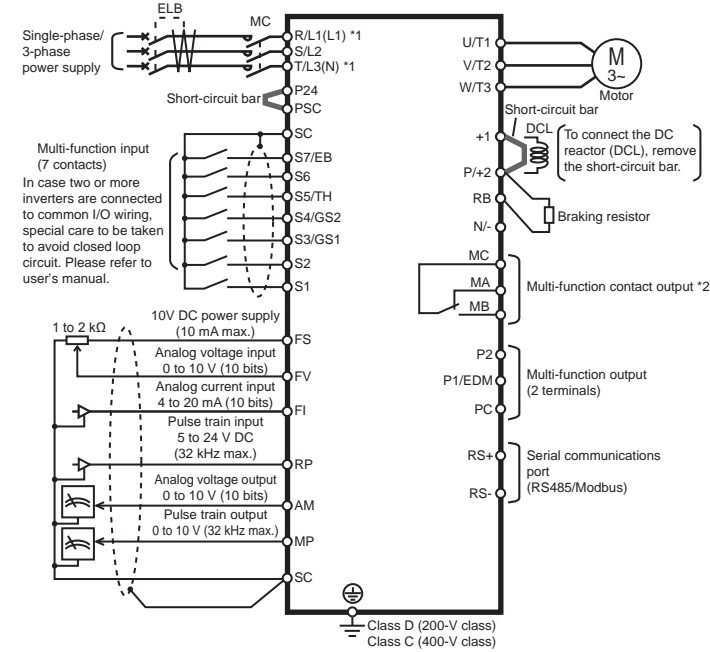 ELB
MC
Single-phase/
3-phase
power supply
R/L1(L1) *1
S/L2
T/L3(N) *1
P24
Short-circuit bar
PSC
SC
Multi-function input
(7 contacts)
In case two or more
inverters are connected
to common I/O wiring,
special care to be taken
to avoid closed loop
circuit. Please refer to
user's manual.
S7/EB
S6
S5/TH
S4/GS2
S3/GS1
S2
S1
1 to 2 kΩ
10V DC power supply
(10 mA max.)
FS
Analog voltage input
0 to 10 V (10 bits)
FV
Analog current input
4 to 20 mA (10 bits)
FI
Pulse train input
5 to 24 V DC
(32 kHz max.)
RP
Analog voltage output
0 to 10 V (10 bits)
AM
Pulse train output
0 to 10 V (32 kHz max.)
MP
SC
U/T1
V/T2
W/T3
M
3~
Motor
Short-circuit bar
+1
DCL
To connect the DC
reactor (DCL), remove
the short-circuit bar.
P/+2
RB
Braking resistor
N/-
MC
MA
MB
Multi-function contact output *2
P2
P1/EDM
PC
Multi-function output
(2 terminals)
RS+
RS-
Serial communications
port
(RS485/Modbus)
Class D (200-V class)
Class C (400-V class)